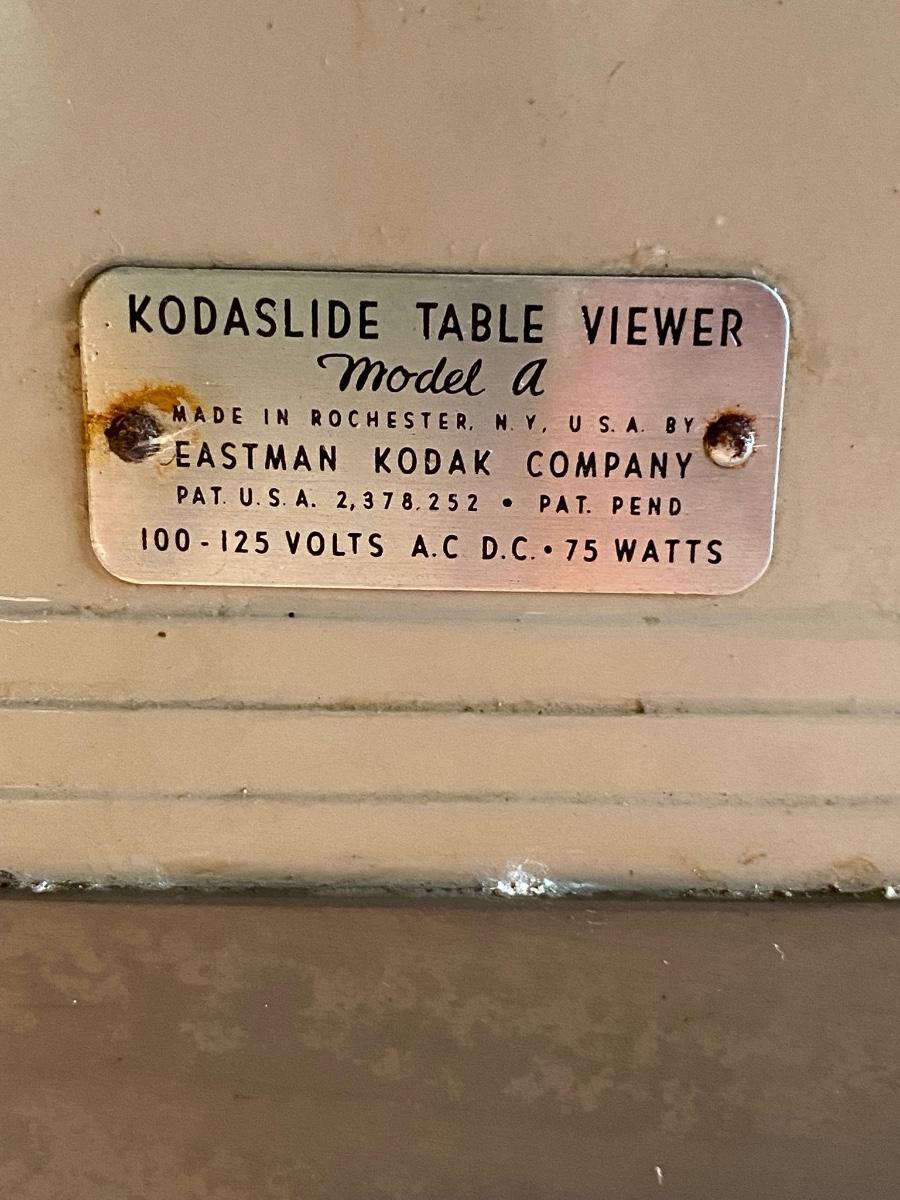 KODASLIDE TABLE VIEWER
Model A
MADE IN ROCHESTER, N.Y., U.S.A. BY
EASTMAN KODAK COMPANY
PAT. U.S.A. 2,378,252 • PAT. PEND.
100-125 VOLTS A.C. D.C. • 75 WATTS